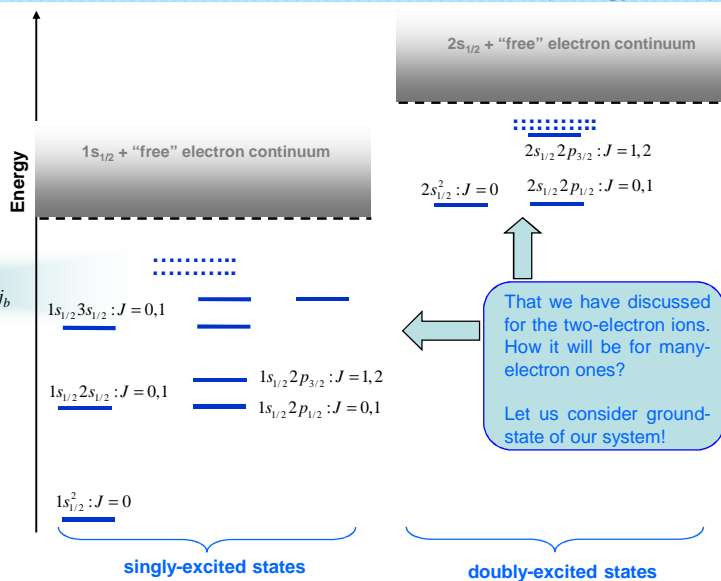 2s1/2 + “free” electron continuum
1s1/2 + “free” electron continuum
Energy
2s1/2 2p3/2 : J = 1, 2
2s²1/2 : J = 0
2s1/2 2p1/2 : J = 0,1
j_b
1s1/2 3s1/2 : J = 0,1
1s1/2 2s1/2 : J = 0,1
1s1/2 2p3/2 : J = 1, 2
1s1/2 2p1/2 : J = 0,1
1s²1/2 : J = 0
That we have discussed
for the two-electron ions.
How it will be for many-
electron ones?
Let us consider ground-
state of our system!
singly-excited states
doubly-excited states